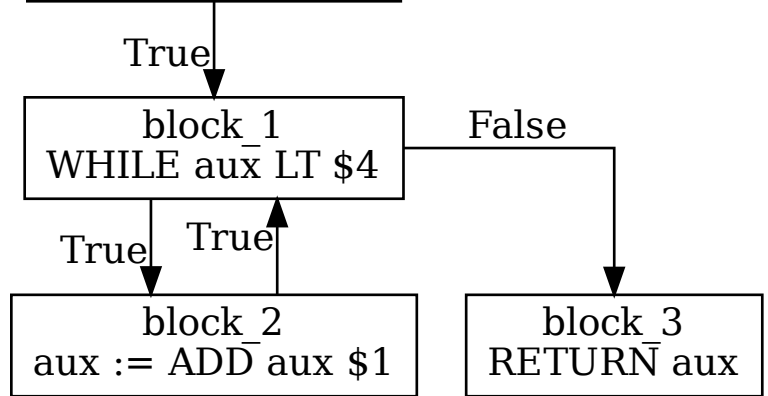 True
block_1
WHILE aux LT $4
False
True
True
block_2
aux := ADD aux $1
block_3
RETURN aux